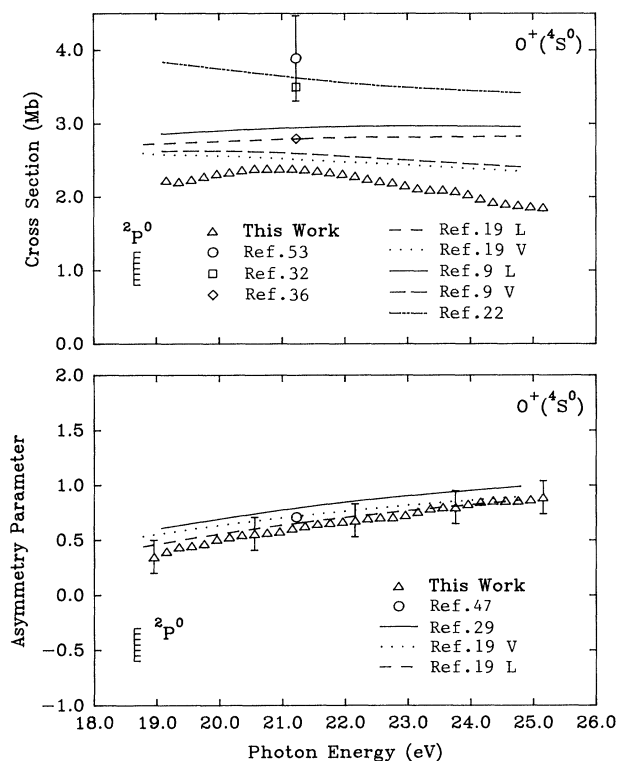 5.0
O⁺(⁴S⁰)
4.0
3.0
2.0
1.0
0.0
Cross Section (Mb)
²P⁰
This Work
Ref.53
Ref.32
Ref.36
Ref.19 L
Ref.19 V
Ref.9 L
Ref.9 V
Ref.22
2.0
O⁺(⁴S⁰)
1.5
1.0
0.5
0.0
-0.5
-1.0
Asymmetry Parameter
²P⁰
This Work
Ref.47
Ref.29
Ref.19 V
Ref.19 L
18.0 19.0 20.0 21.0 22.0 23.0 24.0 25.0 26.0
Photon Energy (eV)